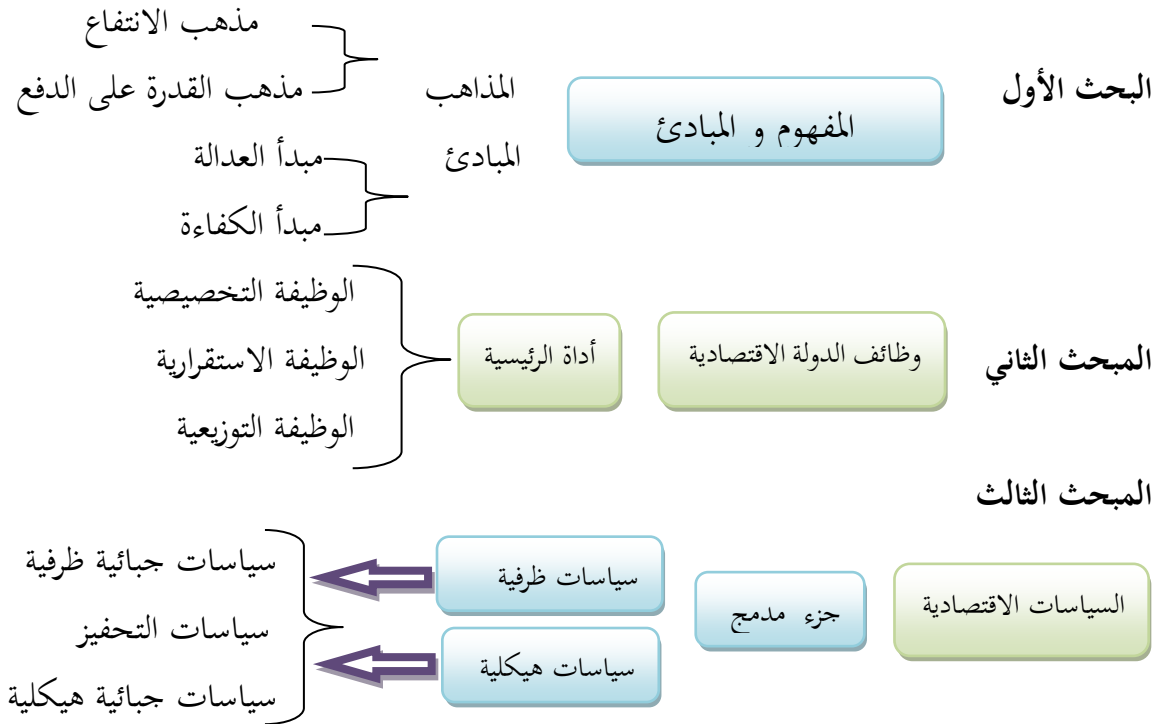 البحث الأول
المفهوم و المبادئ
المذاهب
مذهب الانتفاع
مذهب القدرة على الدفع
المبادئ
مبدأ العدالة
مبدأ الكفاءة
المبحث الثاني
وظائف الدولة الاقتصادية
أداة الرئيسية
الوظيفة التخصيصية
الوظيفة الاستقرارية
الوظيفة التوزيعية
المبحث الثالث
السياسات الاقتصادية
جزء مدمج
سياسات ظرفية
سياسات هيكلية
سياسات جبائية ظرفية
سياسات التحفيز
سياسات جبائية هيكلية